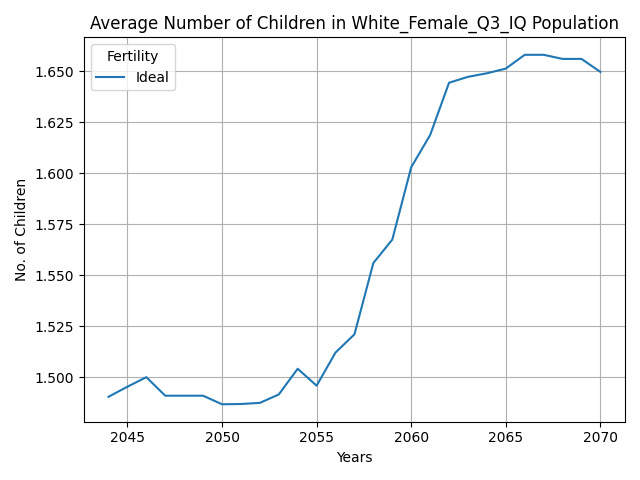 Average Number of Children in White_Female_Q3_IQ Population
Fertility
Ideal
No. of Children
1.650
1.625
1.600
1.575
1.550
1.525
1.500
2045 2050 2055 2060 2065 2070
Years